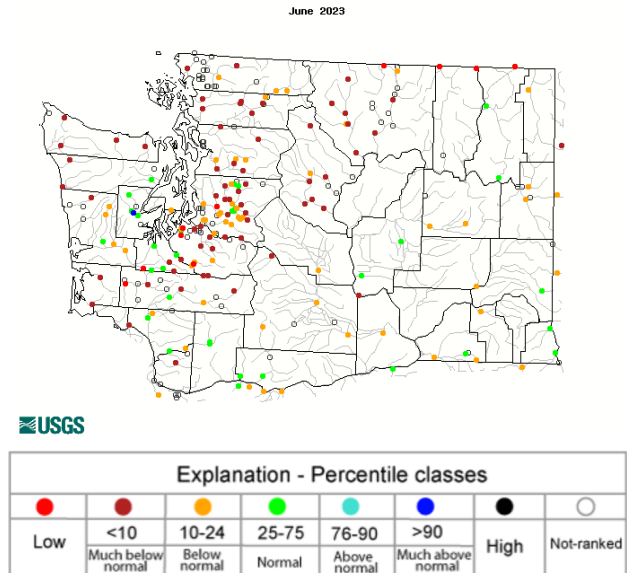 June 2023
USGS
Explanation - Percentile classes
Low
<10
10-24
25-75
76-90
>90
High
Not-ranked
Much below normal
Below normal
Normal
Above normal
Much above normal